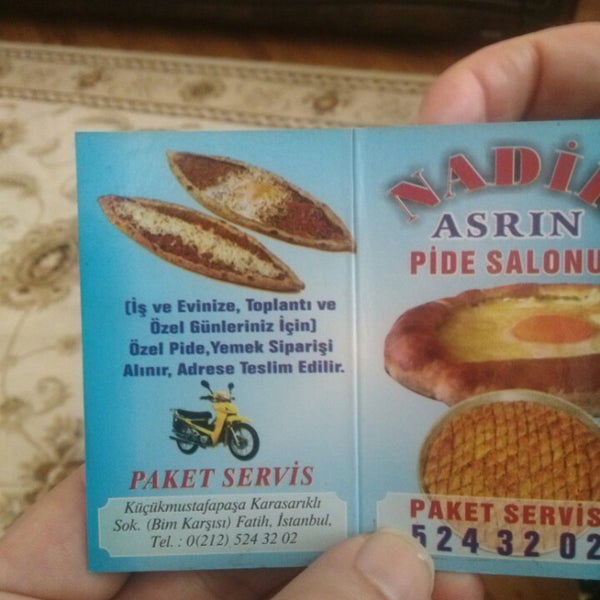 (İş ve Evinize, Toplantı ve
Özel Günleriniz İçin)
Özel Pide,Yemek Siparişi
Alınır, Adrese Teslim Edilir.
PAKET SERVİS
Küçükmustafapaşa Karasarıklı
Sok. (Bim Karşısı) Fatih, İstanbul,
Tel. : 0(212) 524 32 02
ASRIN
PİDE SALONU
PAKET SERVİS
524 32 02